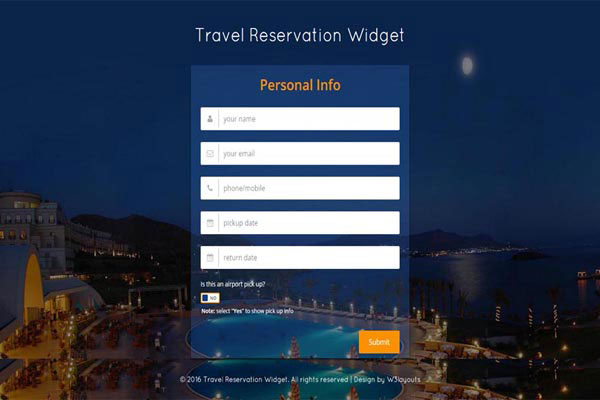 Travel Reservation Widget
Personal Info
your name
your email
phone/mobile
pickup date
return date
Is this an airport pick up?
NO
Note: select "Yes" to show pick up info
Submit
© 2016 Travel Reservation Widget. All rights reserved | Design by W3layouts